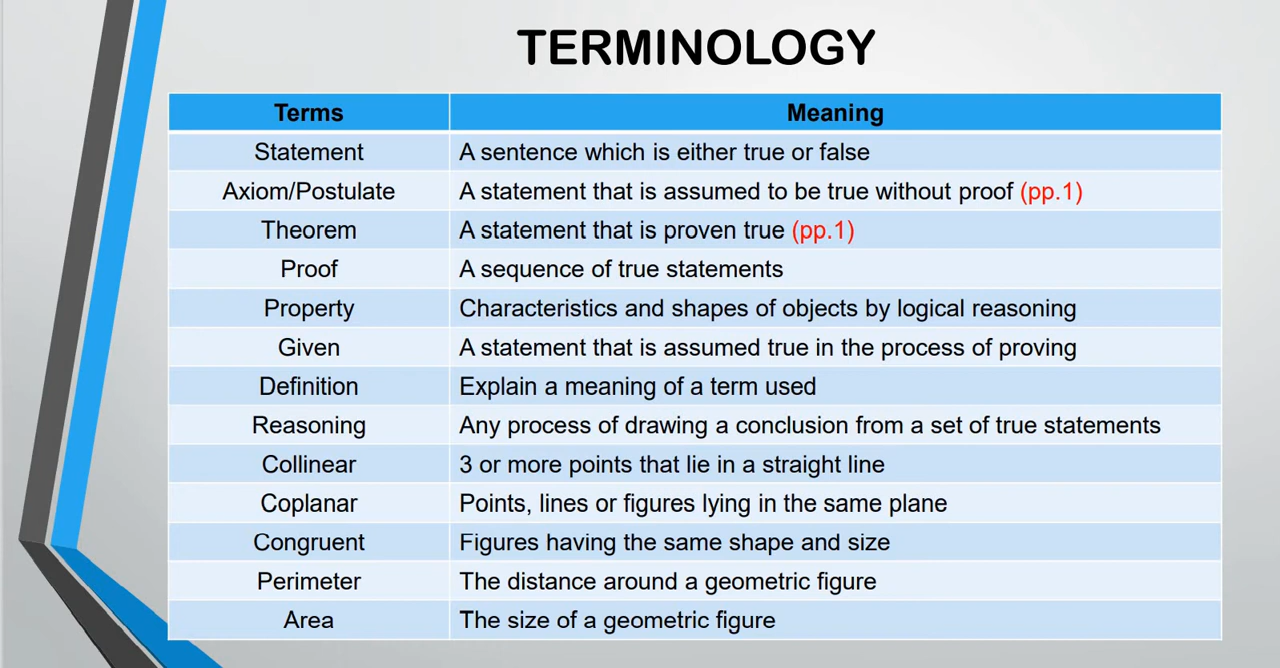 TERMINOLOGY
Terms Meaning
Statement A sentence which is either true or false
Axiom/Postulate A statement that is assumed to be true without proof (pp.1)
Theorem A statement that is proven true (pp.1)
Proof A sequence of true statements
Property Characteristics and shapes of objects by logical reasoning
Given A statement that is assumed true in the process of proving
Definition Explain a meaning of a term used
Reasoning Any process of drawing a conclusion from a set of true statements
Collinear 3 or more points that lie in a straight line
Coplanar Points, lines or figures lying in the same plane
Congruent Figures having the same shape and size
Perimeter The distance around a geometric figure
Area The size of a geometric figure